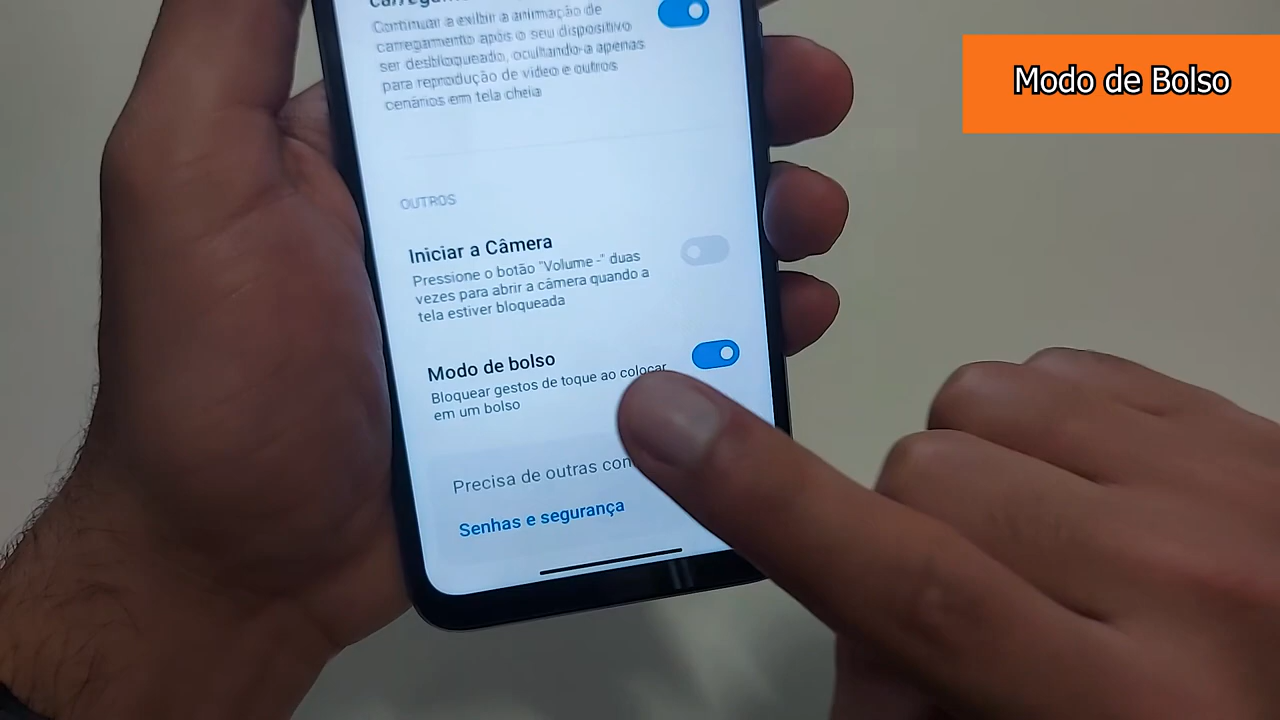 Modo de Bolso
Continuar a exibir a animação de
carregamento após o seu dispositivo
ser desbloqueado, ocultando-a apenas
para reprodução de vídeo e outros
cenários em tela cheia
OUTROS
Iniciar a Câmera
Pressione o botão "Volume -" duas
vezes para abrir a câmera quando a
tela estiver bloqueada
Modo de bolso
Bloquear gestos de toque ao colocar
em um bolso
Precisa de outras con
Senhas e segurança